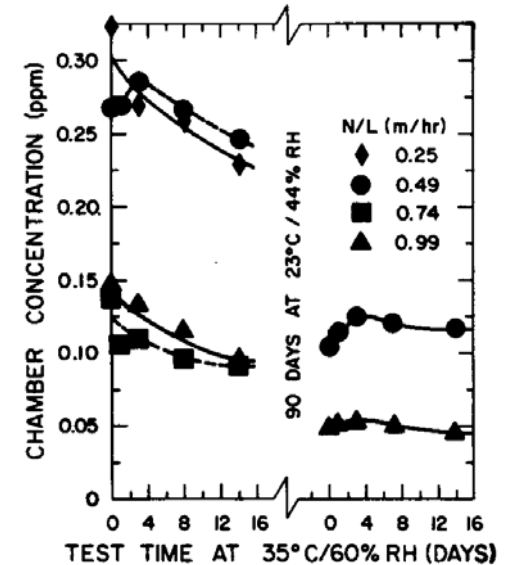 CHAMBER CONCENTRATION (ppm)
0.30
0.25
0.20
0.15
0.10
0.05
0
90 DAYS AT 23°C/44% RH
N/L (m/hr)
0.25
0.49
0.74
0.99
0 4 8 12 16 0 4 8 12 16
TEST TIME AT 35°C/60% RH (DAYS)